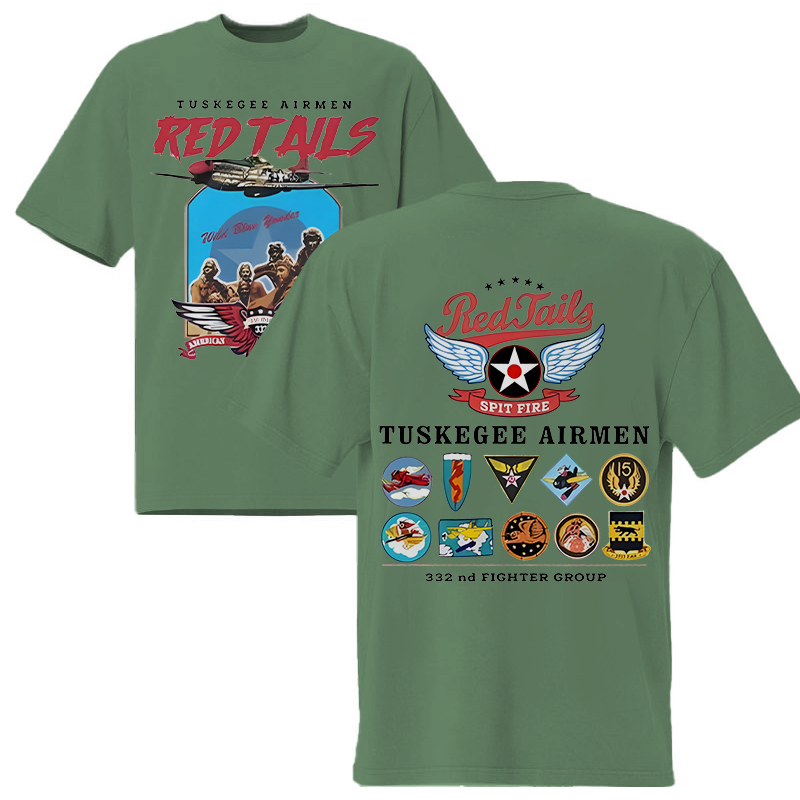 TUSKEGEE AIRMEN
RED TAILS
Wild Blue Yonder
332
AMERICAN
Red Tails
SPIT FIRE
TUSKEGEE AIRMEN
15
332 nd FIGHTER GROUP